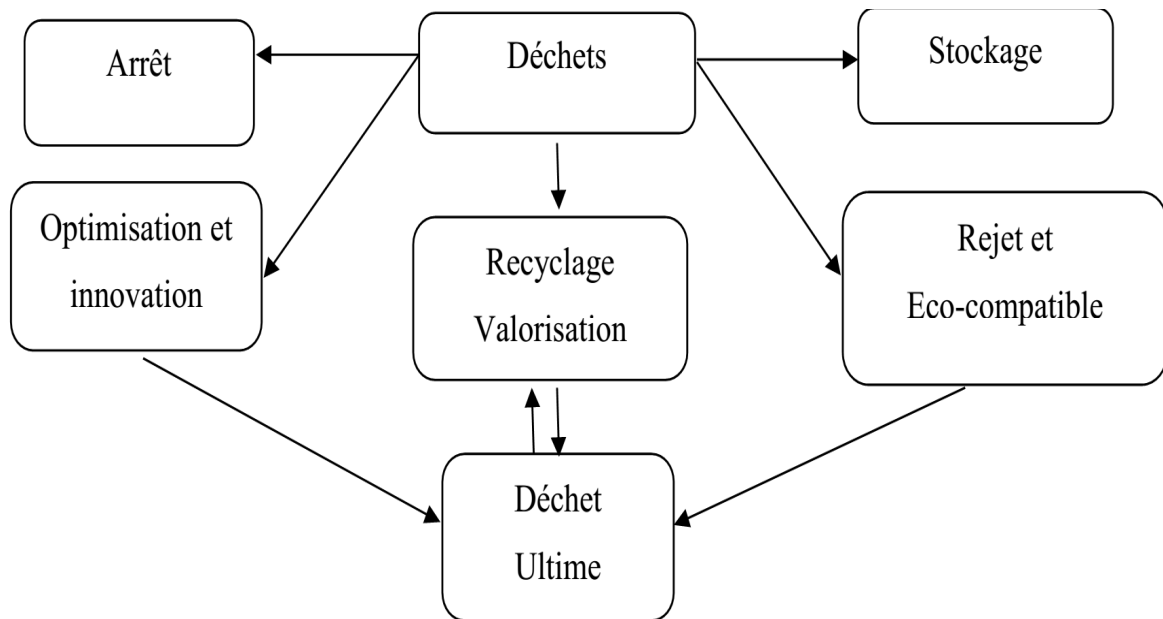 Arrêt
Déchets
Stockage
Optimisation et
innovation
Recyclage
Valorisation
Rejet et
Eco-compatible
Déchet
Ultime